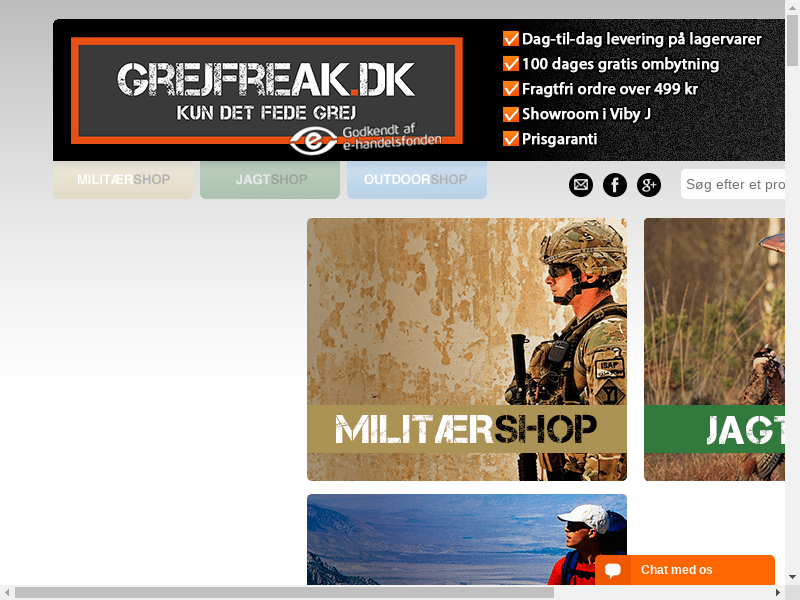 GREJFREAK.DK
KUN DET FEDE GREJ
Godkendt af
e-handelsfonden
Dag-til-dag levering på lagervarer
100 dages gratis ombytning
Fragtfri ordre over 499 kr
Showroom i Viby J
Prisgaranti
MILITÆRSHOP
JAGTSHOP
OUTDOORSHOP
Søg efter et pro
ISAF
MILITÆRSHOP
JAGT
Chat med os